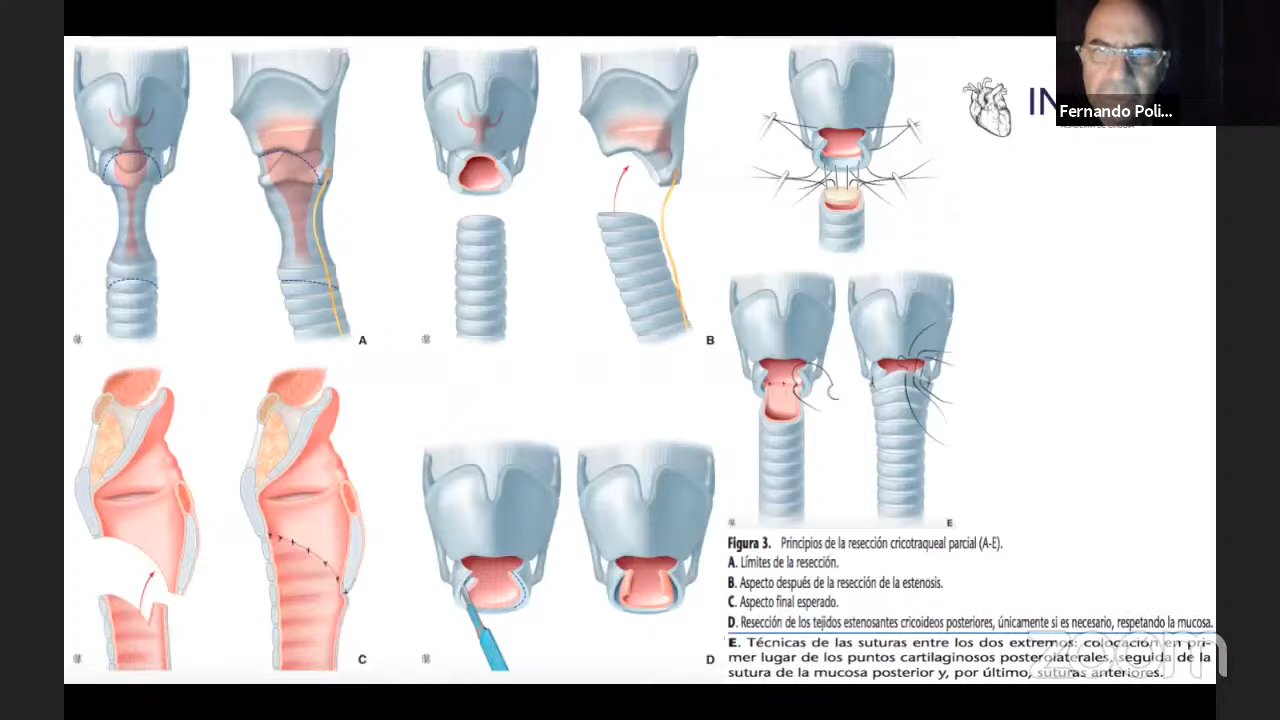 IN
Fernando Poli...
A
B
C
D
E
Figura 3. Principios de la resección cricotraqueal parcial (A-E).
A. Límites de la resección.
B. Aspecto después de la resección de la estenosis.
C. Aspecto final esperado.
D. Resección de los tejidos estenosantes cricoideos posteriores, únicamente si es necesario, respetando la mucosa.
E. Técnicas de las suturas entre los dos extremos: colocación en pri-
mer lugar de los puntos cartilaginosos posterolaterales, seguida de la
sutura de la mucosa posterior y, por último, suturas anteriores.
zoom